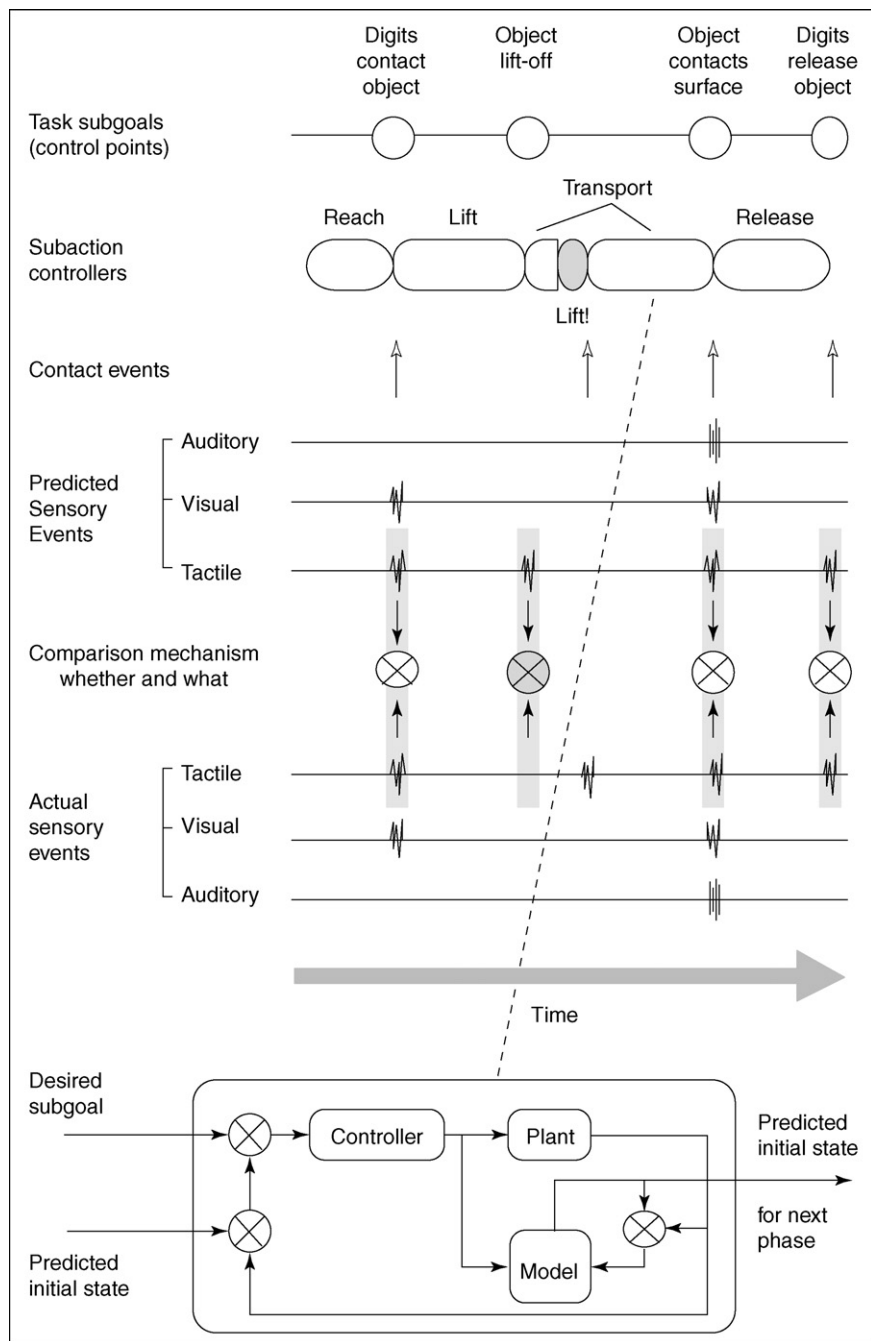 Digits
contact
object
Object
lift-off
Object
contacts
surface
Digits
release
object
Task subgoals
(control points)
Transport
Reach
Lift
Release
Subaction
controllers
Lift!
Contact events
Auditory
Predicted
Sensory
Events
Visual
Tactile
Comparison mechanism
whether and what
Tactile
Actual
sensory
events
Visual
Auditory
Time
Desired
subgoal
Controller
Plant
Predicted
initial state
for next
phase
Model
Predicted
initial state